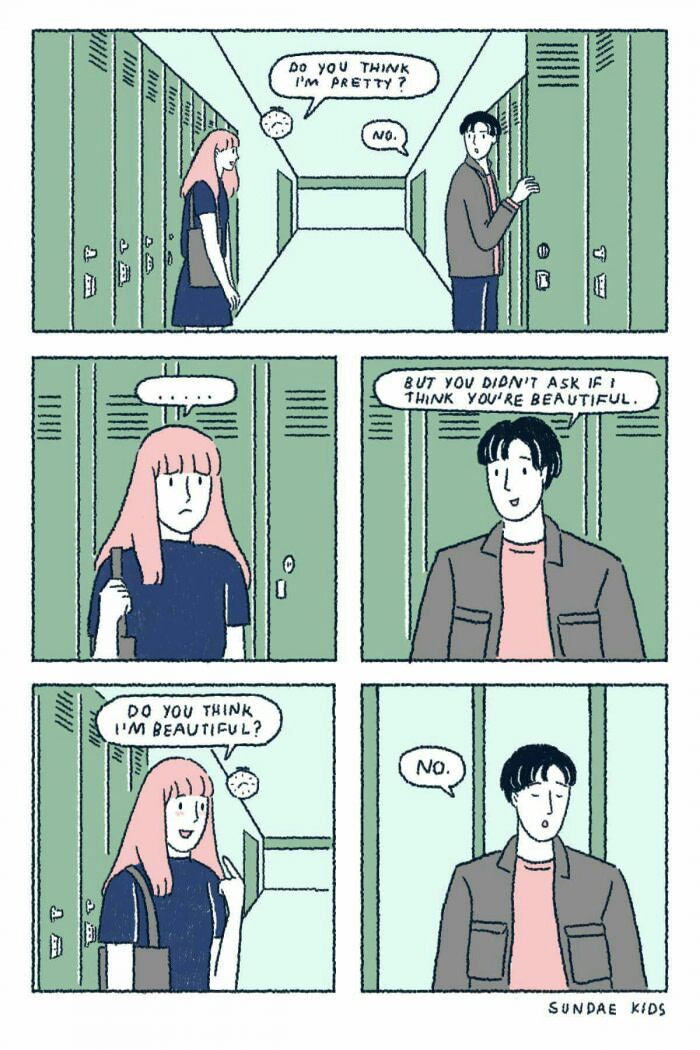 DO YOU THINK
I'M PRETTY?
NO.
.....
BUT YOU DIDN'T ASK IF I
THINK YOU'RE BEAUTIFUL.
DO YOU THINK
I'M BEAUTIFUL?
NO.
SUNDAE KIDS